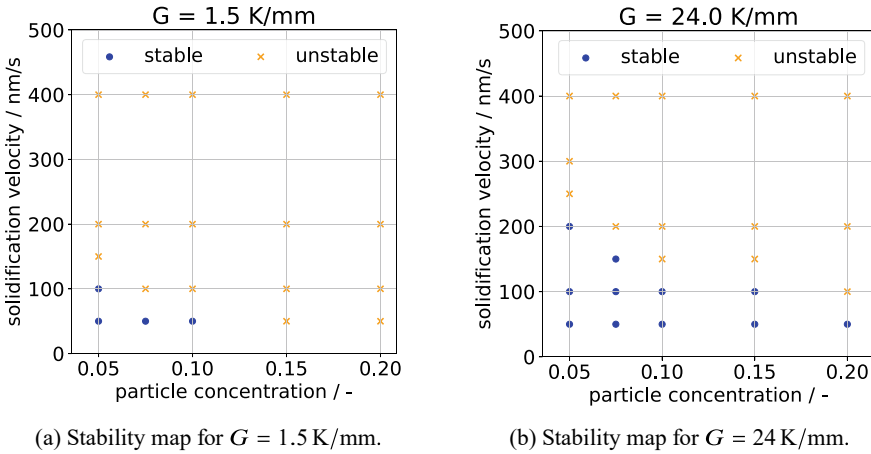 G = 1.5 K/mm
500
400
300
200
100
0
solidification velocity / nm/s
stable
unstable
0.05
0.10
0.15
0.20
particle concentration / -
(a) Stability map for G = 1.5 K/mm.
G = 24.0 K/mm
500
400
300
200
100
0
solidification velocity / nm/s
stable
unstable
0.05
0.10
0.15
0.20
particle concentration / -
(b) Stability map for G = 24 K/mm.